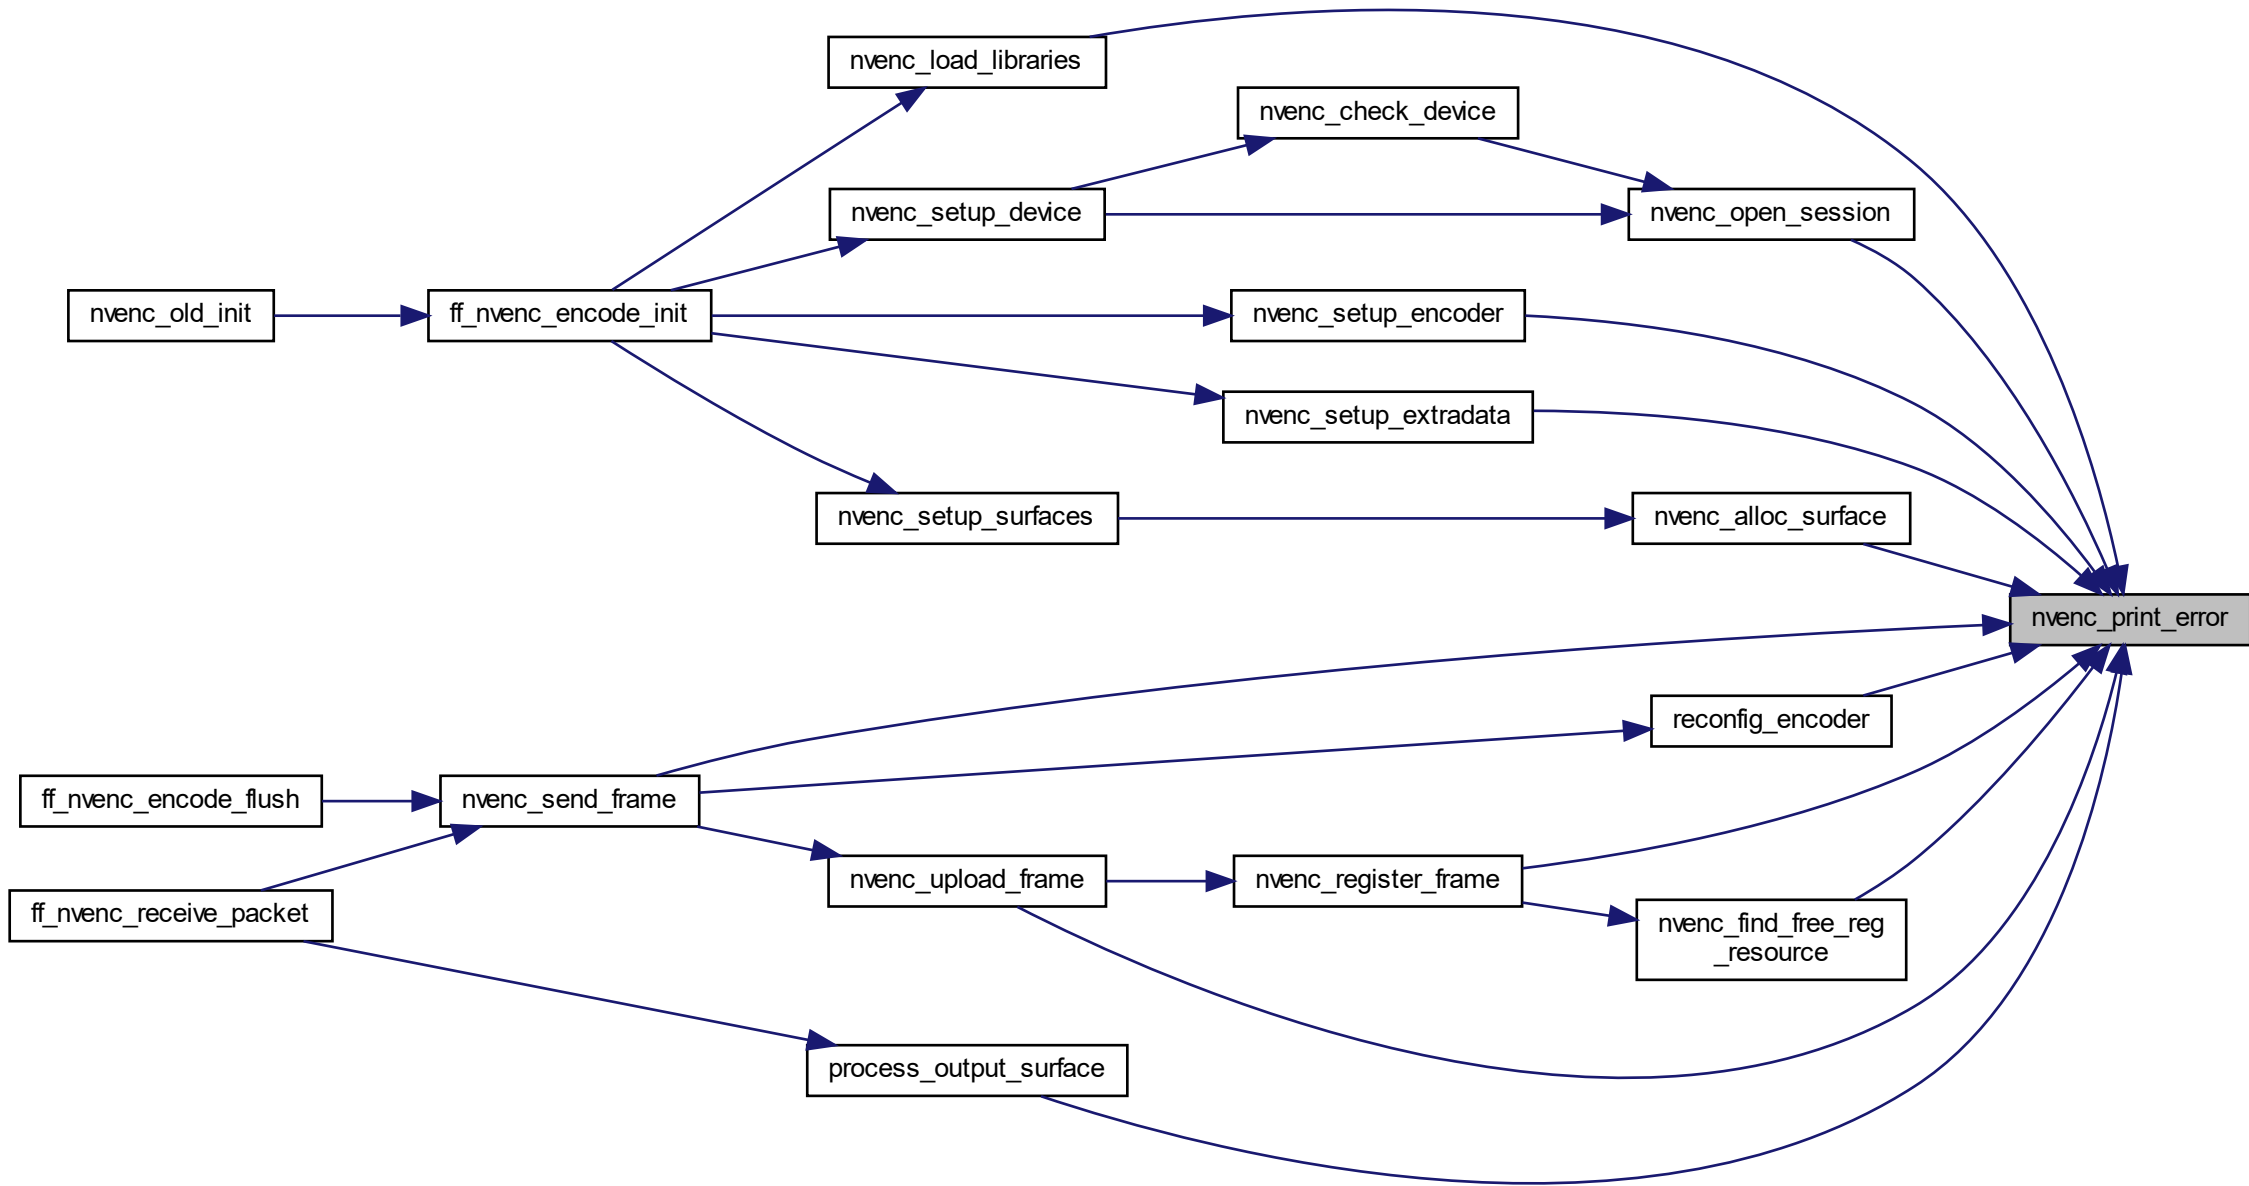 nvenc_load_libraries
nvenc_check_device
nvenc_setup_device
nvenc_open_session
nvenc_old_init
ff_nvenc_encode_init
nvenc_setup_encoder
nvenc_setup_extradata
nvenc_setup_surfaces
nvenc_alloc_surface
nvenc_print_error
reconfig_encoder
ff_nvenc_encode_flush
nvenc_send_frame
nvenc_upload_frame
nvenc_register_frame
ff_nvenc_receive_packet
nvenc_find_free_reg
_resource
process_output_surface